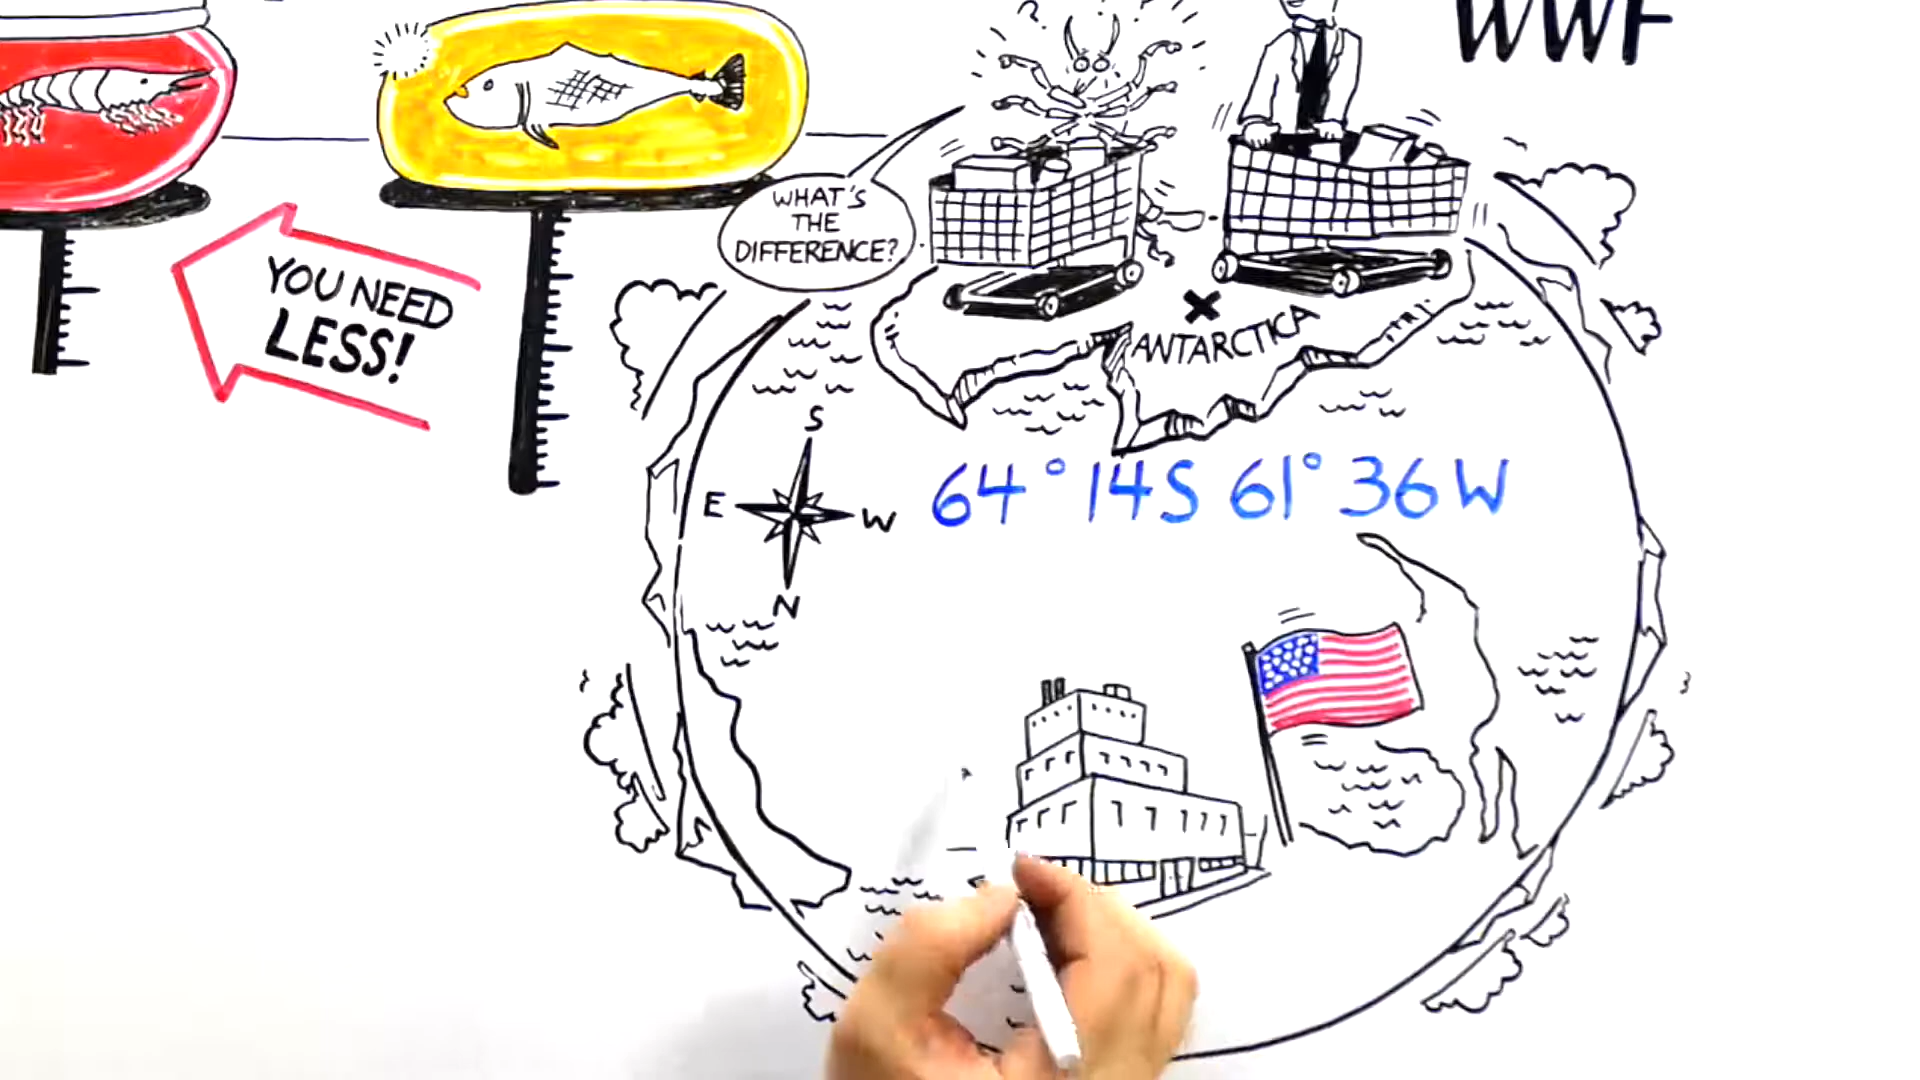 WWF
WHAT'S
THE
DIFFERENCE?
YOU NEED
LESS!
ANTARCTICA
S
E
W
N
64°14S 61°36W